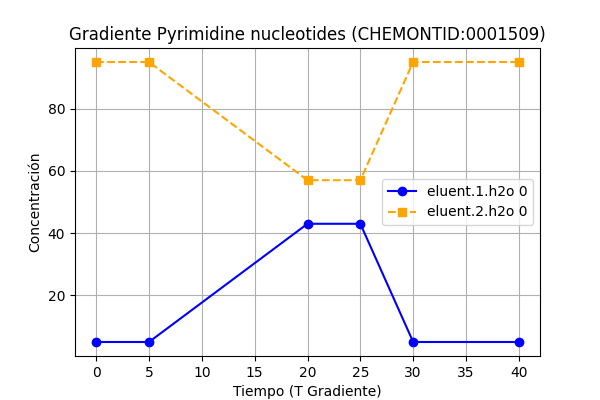 Gradiente Pyrimidine nucleotides (CHEMONTID:0001509)
Concentración
80
60
40
20
eluent.1.h2o 0
eluent.2.h2o 0
0 5 10 15 20 25 30 35 40
Tiempo (T Gradiente)